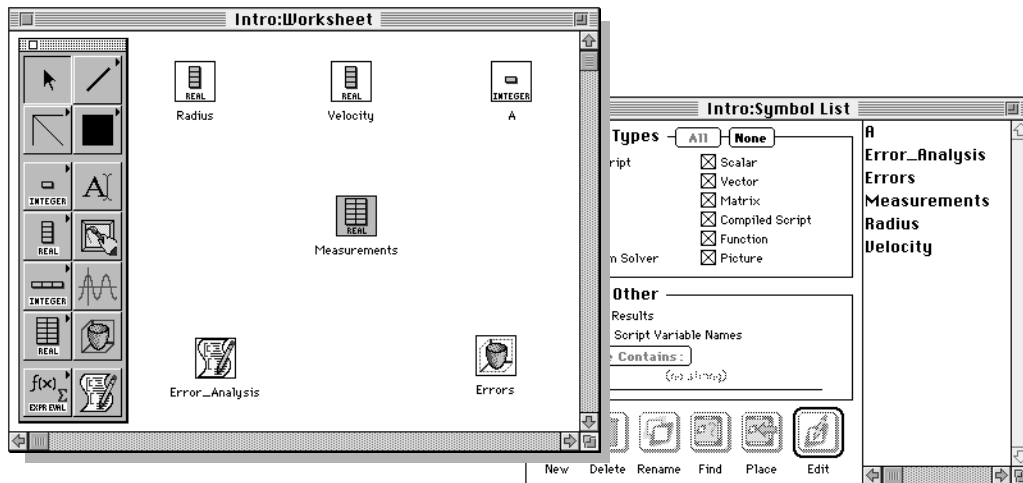 Intro:Worksheet
REAL
Radius
REAL
Velocity
INTEGER
A
REAL
Measurements
Error_Analysis
Errors
INTEGER
A
REAL
INTEGER
REAL
f(x) Σ
EXPR EVAL
Intro:Symbol List
Types
All
None
ript
Scalar
Vector
Matrix
Compiled Script
Function
m Solver
Picture
Other
Results
Script Variable Names
Contains:
(no string)
New
Delete
Rename
Find
Place
Edit
A
Error_Analysis
Errors
Measurements
Radius
Velocity